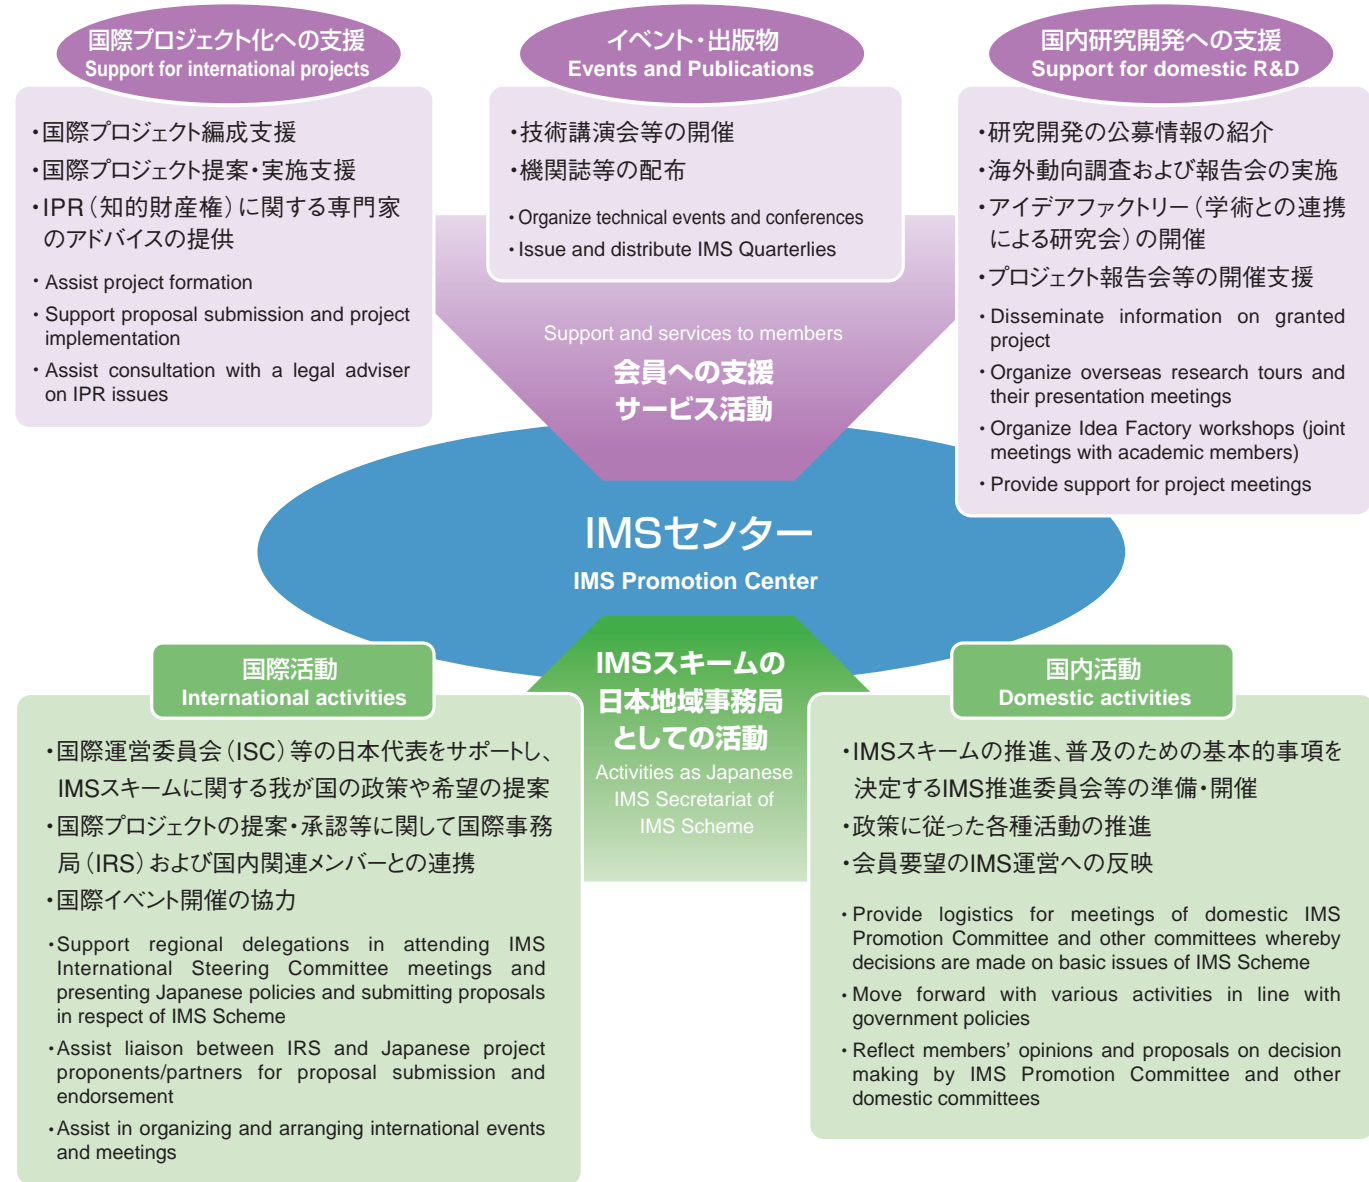 国際プロジェクト化への支援
Support for international projects
・国際プロジェクト編成支援
・国際プロジェクト提案・実施支援
・IPR（知的財産権）に関する専門家
のアドバイスの提供
・Assist project formation
・Support proposal submission and project
implementation
・Assist consultation with a legal adviser
on IPR issues
イベント・出版物
Events and Publications
・技術講演会等の開催
・機関誌等の配布
・Organize technical events and conferences
・Issue and distribute IMS Quarterlies
国内研究開発への支援
Support for domestic R&D
・研究開発の公募情報の紹介
・海外動向調査および報告会の実施
・アイデアファクトリー（学術との連携
による研究会）の開催
・プロジェクト報告会等の開催支援
・Disseminate information on granted
project
・Organize overseas research tours and
their presentation meetings
・Organize Idea Factory workshops (joint
meetings with academic members)
・Provide support for project meetings
Support and services to members
会員への支援
サービス活動
IMSセンター
IMS Promotion Center
IMSスキームの
日本地域事務局
としての活動
Activities as Japanese
IMS Secretariat of
IMS Scheme
国際活動
International activities
・国際運営委員会（ISC）等の日本代表をサポートし、
IMSスキームに関する我が国の政策や希望の提案
・国際プロジェクトの提案・承認等に関して国際事務
局（IRS）および国内関連メンバーとの連携
・国際イベント開催の協力
・Support regional delegations in attending IMS
International Steering Committee meetings and
presenting Japanese policies and submitting proposals
in respect of IMS Scheme
・Assist liaison between IRS and Japanese project
proponents/partners for proposal submission and
endorsement
・Assist in organizing and arranging international events
and meetings
国内活動
Domestic activities
・IMSスキームの推進、普及のための基本的事項を
決定するIMS推進委員会等の準備・開催
・政策に従った各種活動の推進
・会員要望のIMS運営への反映
・Provide logistics for meetings of domestic IMS
Promotion Committee and other committees whereby
decisions are made on basic issues of IMS Scheme
・Move forward with various activities in line with
government policies
・Reflect members’ opinions and proposals on decision
making by IMS Promotion Committee and other
domestic committees